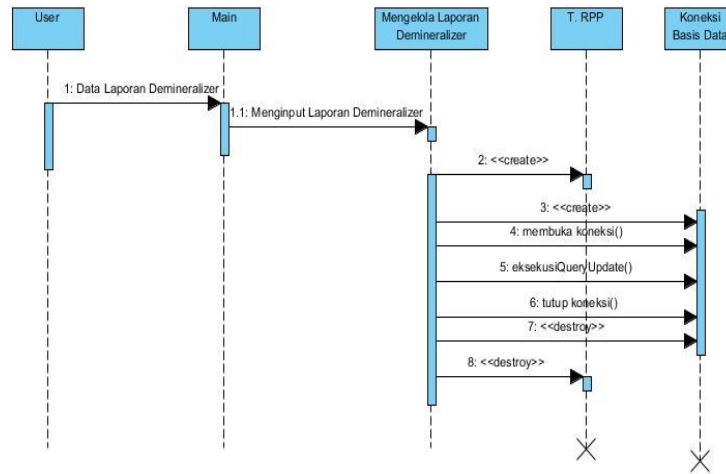 User
Main
Mengelola Laporan
Demineralizer
T. RPP
Koneksi
Basis Data
1: Data Laporan Demineralizer
1.1: Menginput Laporan Demineralizer
2: <<create>>
3: <<create>>
4: membuka koneksi()
5: eksekusiQueryUpdate()
6: tutup koneksi()
7: <<destroy>>
8: <<destroy>>